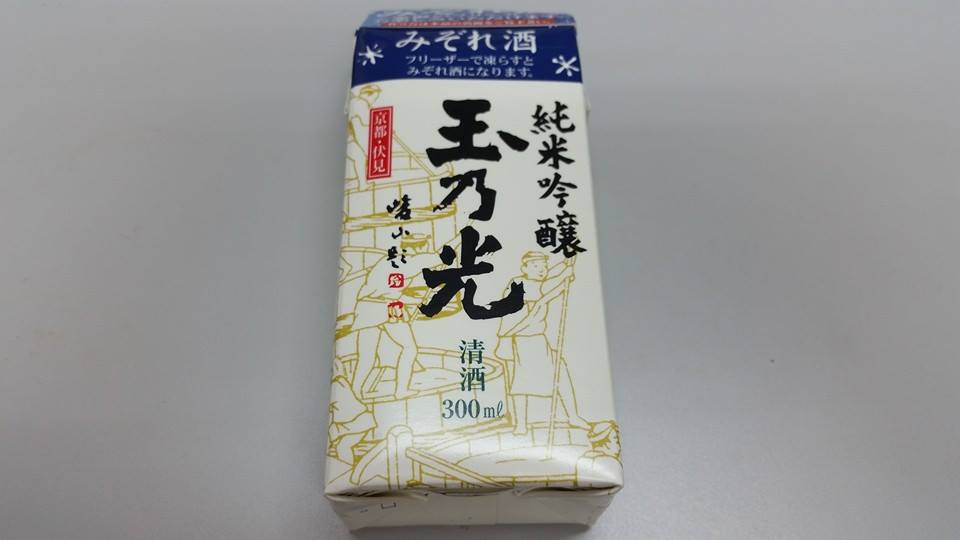 みぞれ酒
フリーザーで凍らすと
みぞれ酒になります。
純米吟醸
玉乃光
京都・伏見
清酒
300mℓ